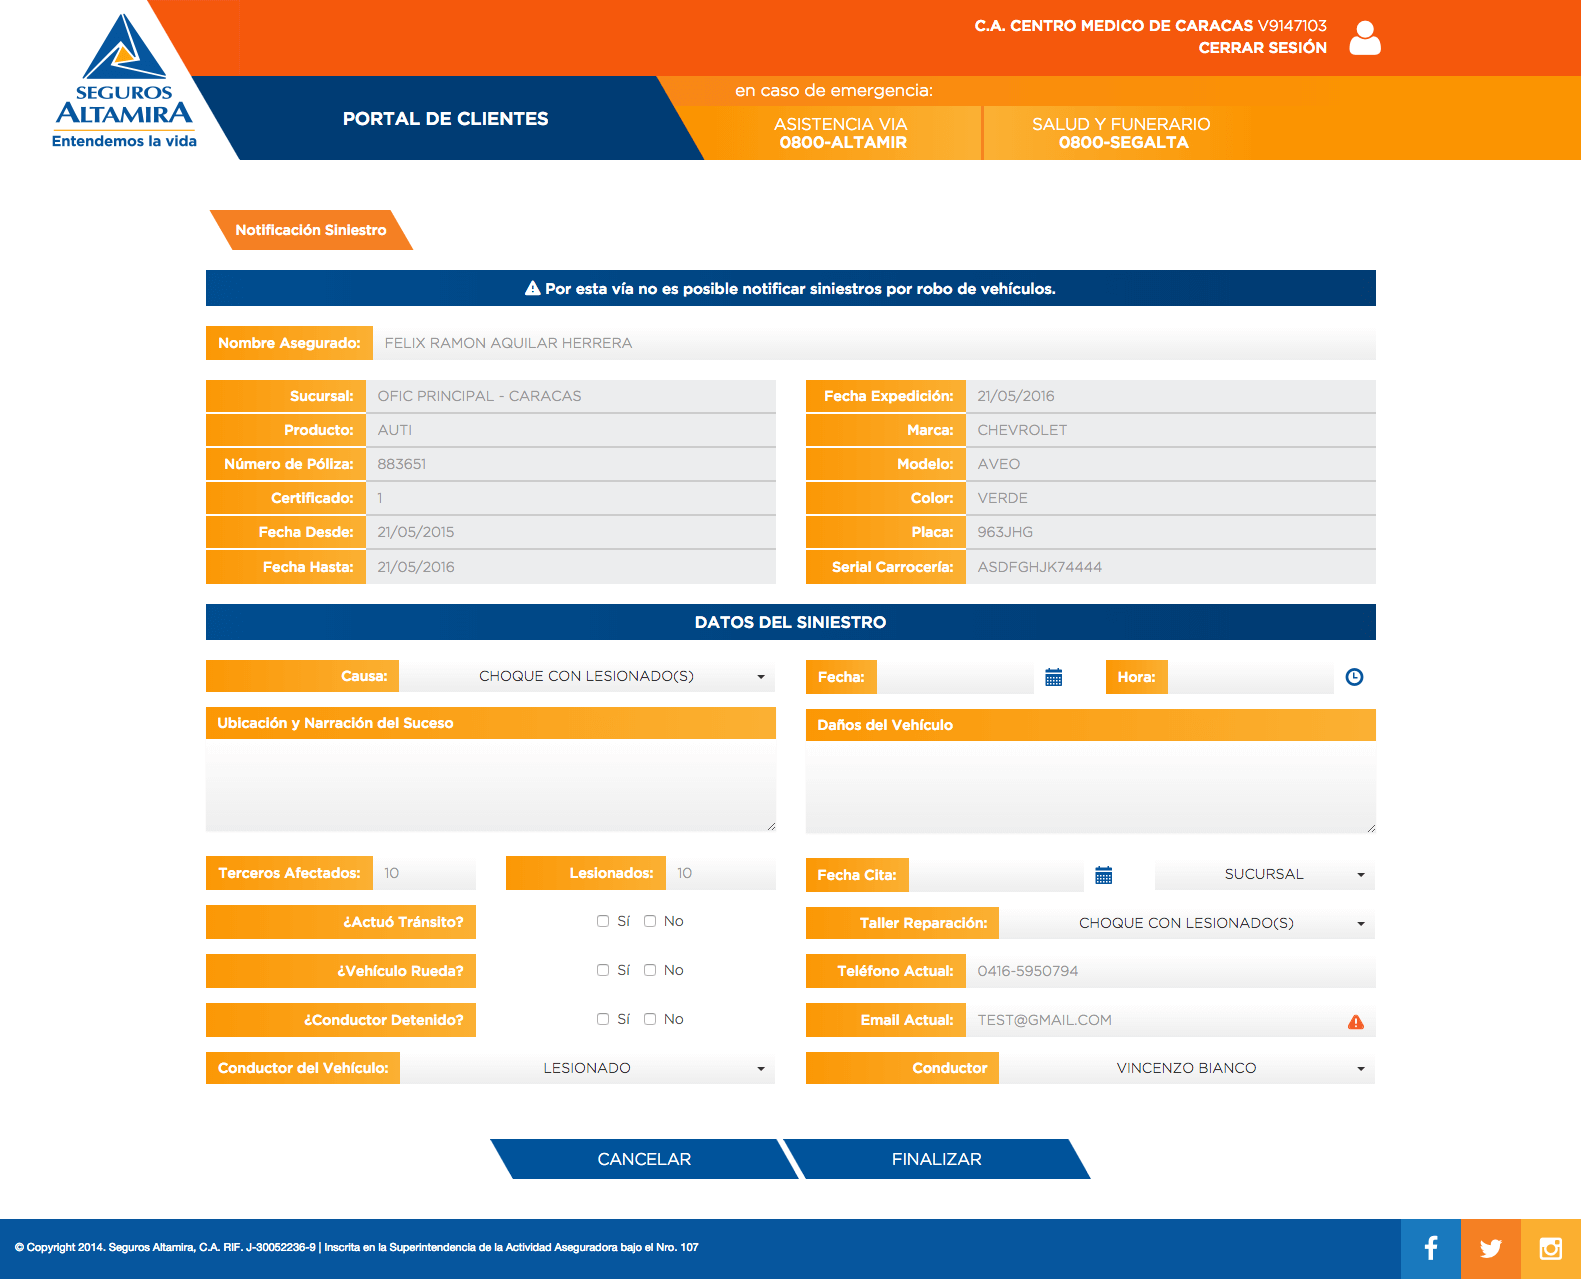 C.A. CENTRO MEDICO DE CARACAS V9147103
CERRAR SESIÓN
SEGUROS
ALTAMIRA
Entendemos la vida
PORTAL DE CLIENTES
en caso de emergencia:
ASISTENCIA VIA
0800-ALTAMIR
SALUD Y FUNERARIO
0800-SEGALTA
Notificación Siniestro
Por esta vía no es posible notificar siniestros por robo de vehículos.
Nombre Asegurado: FELIX RAMON AQUILAR HERRERA
Sucursal: OFIC PRINCIPAL - CARACAS
Producto: AUTI
Número de Póliza: 883651
Certificado: 1
Fecha Desde: 21/05/2015
Fecha Hasta: 21/05/2016
Fecha Expedición: 21/05/2016
Marca: CHEVROLET
Modelo: AVEO
Color: VERDE
Placa: 963JHG
Serial Carrocería: ASDFGHJK74444
DATOS DEL SINIESTRO
Causa: CHOQUE CON LESIONADO(S)
Fecha: Hora:
Ubicación y Narración del Suceso
Daños del Vehículo
Terceros Afectados: 10 Lesionados: 10
¿Actuó Tránsito? Sí No
¿Vehículo Rueda? Sí No
¿Conductor Detenido? Sí No
Conductor del Vehículo: LESIONADO
Fecha Cita: SUCURSAL
Taller Reparación: CHOQUE CON LESIONADO(S)
Teléfono Actual: 0416-5950794
Email Actual: TEST@GMAIL.COM
Conductor VINCENZO BIANCO
CANCELAR
FINALIZAR
© Copyright 2014. Seguros Altamira, C.A. RIF. J-30052236-9 | Inscrita en la Superintendencia de la Actividad Aseguradora bajo el Nro. 107